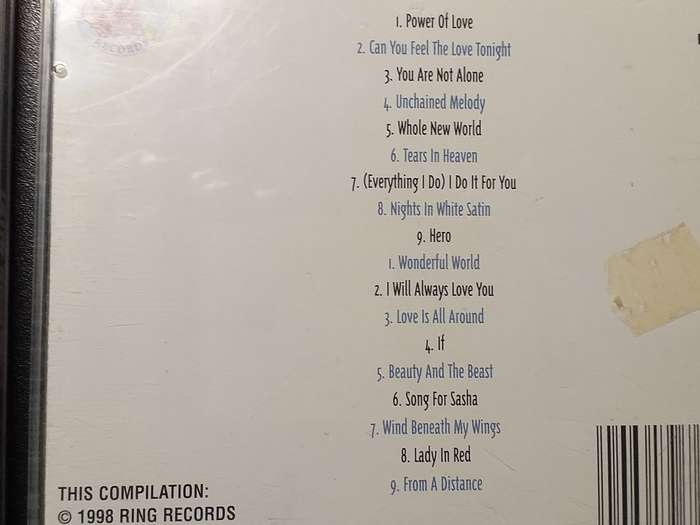 RECORDS
1. Power Of Love
2. Can You Feel The Love Tonight
3. You Are Not Alone
4. Unchained Melody
5. Whole New World
6. Tears In Heaven
7. (Everything I Do) I Do It For You
8. Nights In White Satin
9. Hero
1. Wonderful World
2. I Will Always Love You
3. Love Is All Around
4. If
5. Beauty And The Beast
6. Song For Sasha
7. Wind Beneath My Wings
8. Lady In Red
9. From A Distance
THIS COMPILATION:
© 1998 RING RECORDS